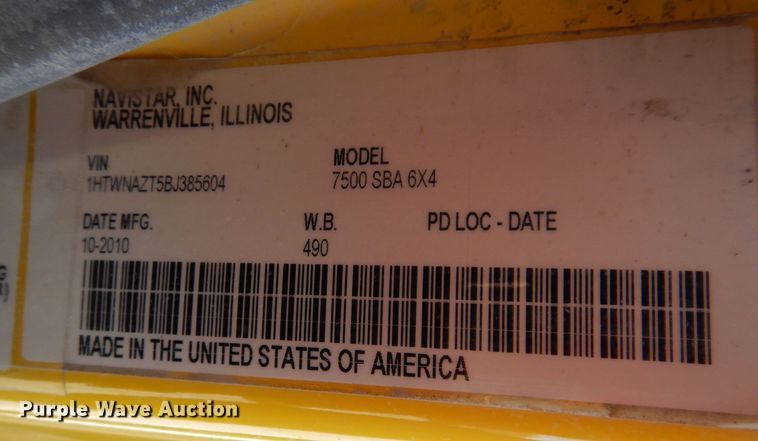 NAVISTAR, INC.
WARRENVILLE, ILLINOIS
VIN MODEL
1HTWNAZT5BJ385604 7500 SBA 6X4
DATE MFG. W.B. PD LOC - DATE
10-2010 490
MADE IN THE UNITED STATES OF AMERICA
Purple Wave Auction